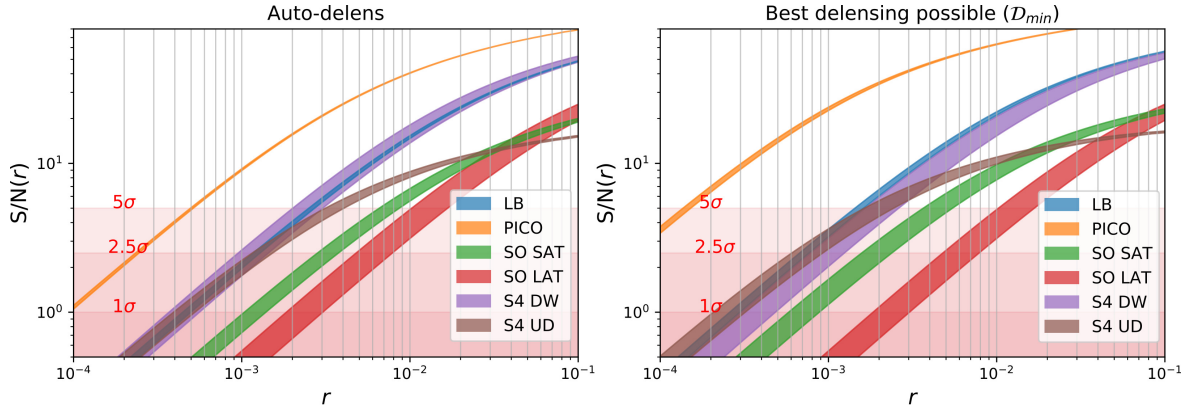 Auto-delens
S/N(r)
10¹
10⁰
5σ
2.5σ
1σ
LB
PICO
SO SAT
SO LAT
S4 DW
S4 UD
10⁻⁴
10⁻³
10⁻²
10⁻¹
r
Best delensing possible (𝒟min)
S/N(r)
10¹
10⁰
5σ
2.5σ
1σ
LB
PICO
SO SAT
SO LAT
S4 DW
S4 UD
10⁻⁴
10⁻³
10⁻²
10⁻¹
r